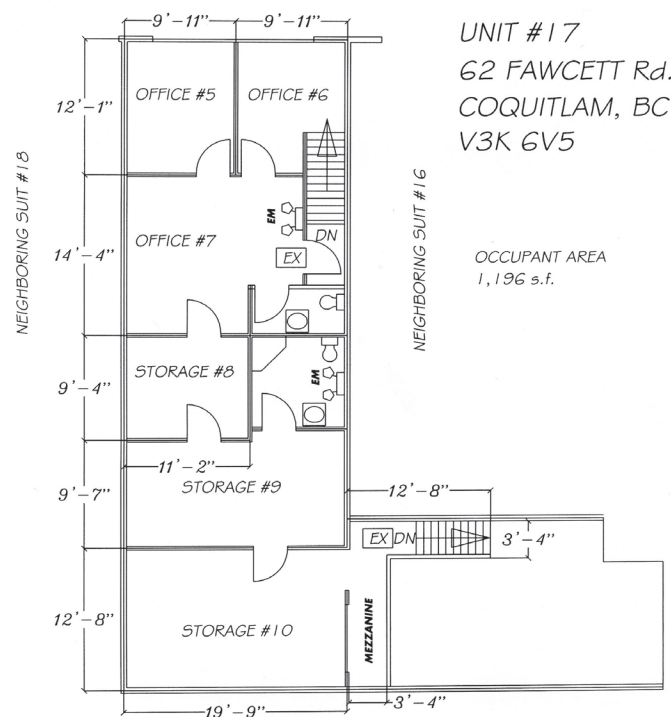 9'-11"
9'-11"
UNIT #17
62 FAWCETT Rd.
COQUITLAM, BC
V3K 6V5
12'-1"
OFFICE #5
OFFICE #6
NEIGHBORING SUIT #18
NEIGHBORING SUIT #16
14'-4"
OFFICE #7
EM
DN
EX
OCCUPANT AREA
1,196 s.f.
9'-4"
STORAGE #8
EM
11'-2"
9'-7"
STORAGE #9
12'-8"
EX
DN
3'-4"
12'-8"
STORAGE #10
MEZZANINE
19'-9"
3'-4"